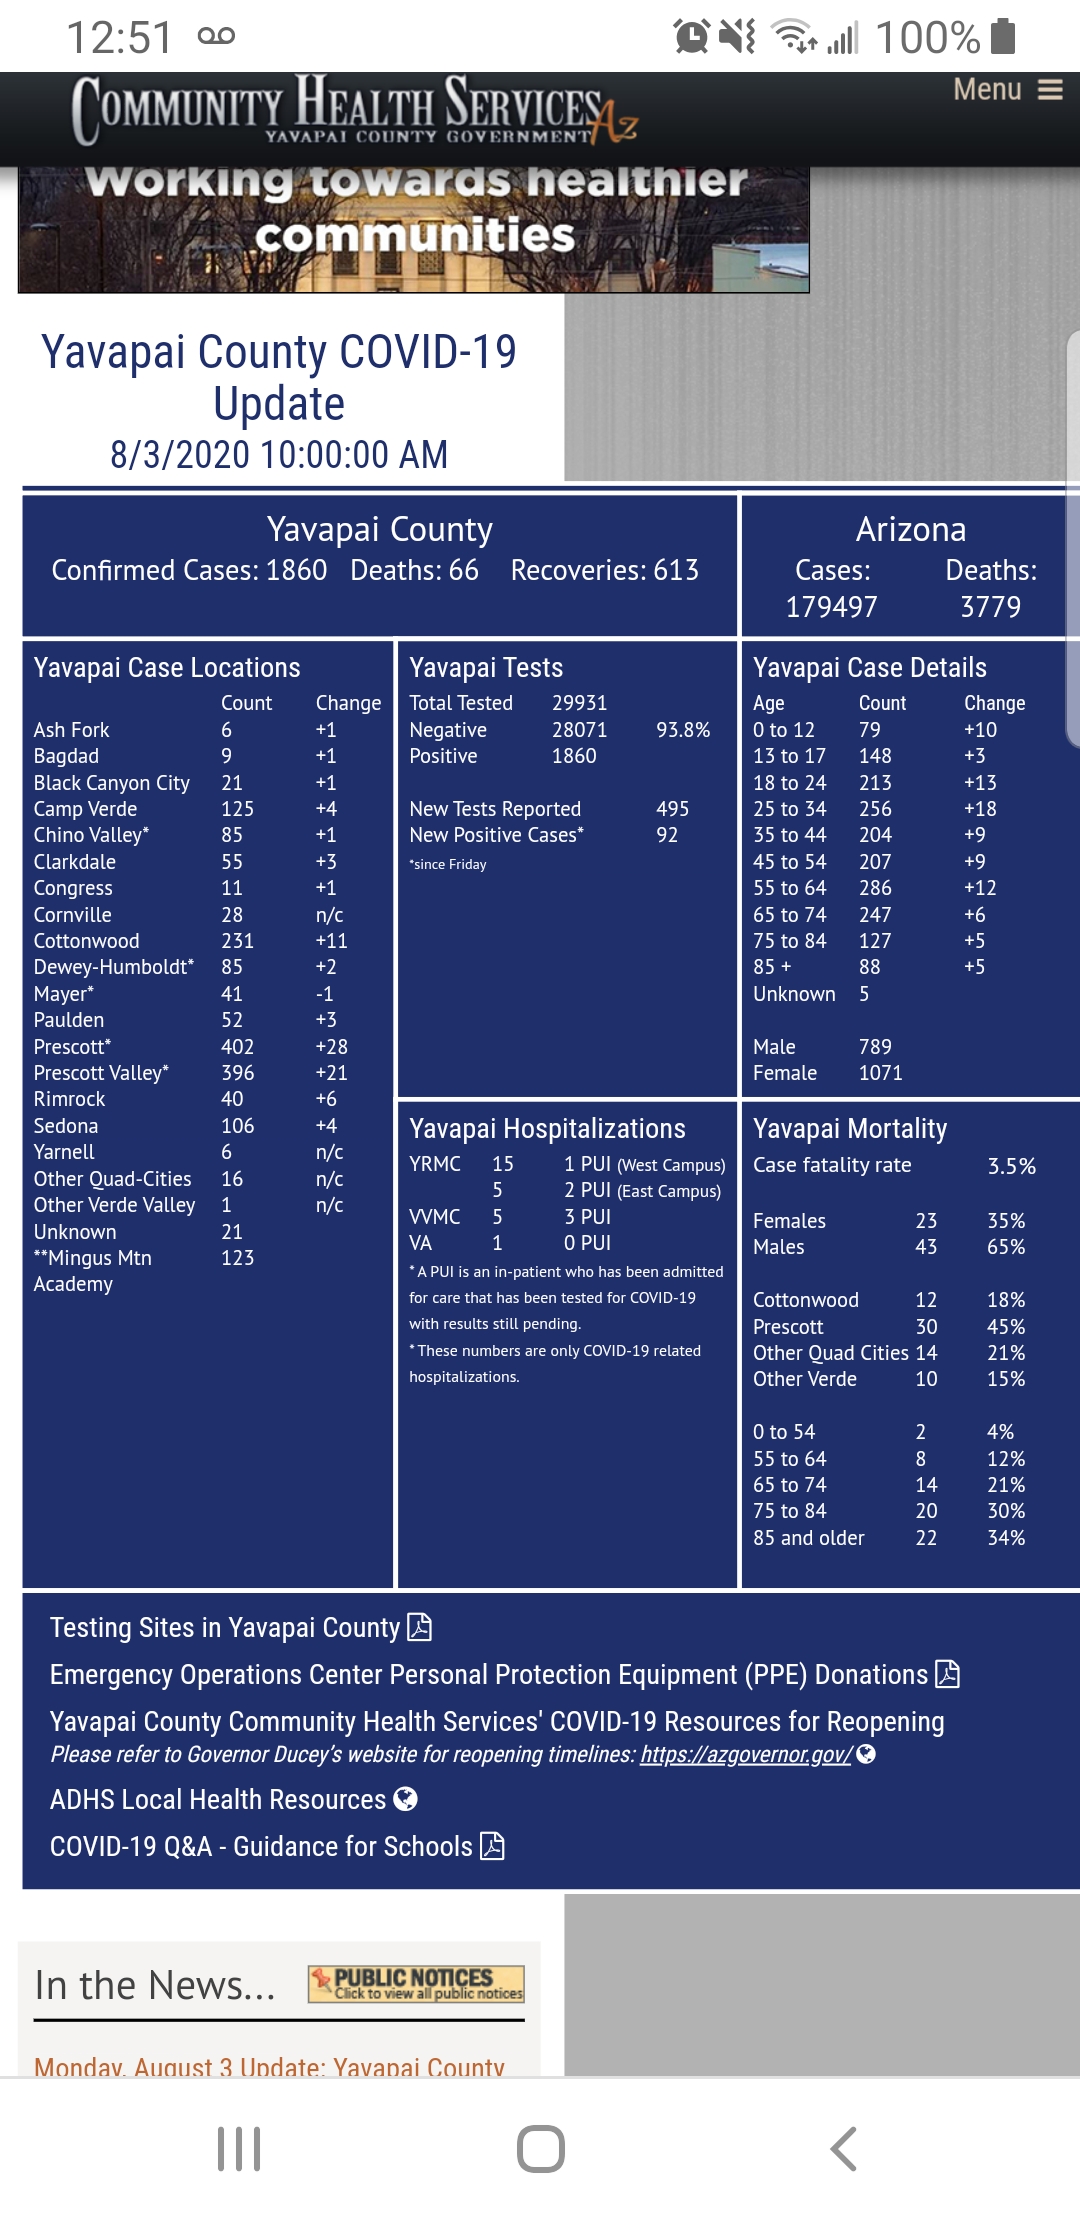 12:51 100%
COMMUNITY HEALTH SERVICES Az
YAVAPAI COUNTY GOVERNMENT
Menu
Working towards healthier
communities
Yavapai County COVID-19
Update
8/3/2020 10:00:00 AM
Yavapai County
Confirmed Cases: 1860 Deaths: 66 Recoveries: 613
Arizona
Cases: Deaths:
179497 3779
Yavapai Case Locations
Count Change
Ash Fork 6 +1
Bagdad 9 +1
Black Canyon City 21 +1
Camp Verde 125 +4
Chino Valley* 85 +1
Clarkdale 55 +3
Congress 11 +1
Cornville 28 n/c
Cottonwood 231 +11
Dewey-Humboldt* 85 +2
Mayer* 41 -1
Paulden 52 +3
Prescott* 402 +28
Prescott Valley* 396 +21
Rimrock 40 +6
Sedona 106 +4
Yarnell 6 n/c
Other Quad-Cities 16 n/c
Other Verde Valley 1 n/c
Unknown 21
**Mingus Mtn 123
Academy
Yavapai Tests
Total Tested 29931
Negative 28071 93.8%
Positive 1860
New Tests Reported 495
New Positive Cases* 92
*since Friday
Yavapai Case Details
Age Count Change
0 to 12 79 +10
13 to 17 148 +3
18 to 24 213 +13
25 to 34 256 +18
35 to 44 204 +9
45 to 54 207 +9
55 to 64 286 +12
65 to 74 247 +6
75 to 84 127 +5
85 + 88 +5
Unknown 5
Male 789
Female 1071
Yavapai Hospitalizations
YRMC 15 1 PUI (West Campus)
5 2 PUI (East Campus)
VVMC 5 3 PUI
VA 1 0 PUI
* A PUI is an in-patient who has been admitted
for care that has been tested for COVID-19
with results still pending.
* These numbers are only COVID-19 related
hospitalizations.
Yavapai Mortality
Case fatality rate 3.5%
Females 23 35%
Males 43 65%
Cottonwood 12 18%
Prescott 30 45%
Other Quad Cities 14 21%
Other Verde 10 15%
0 to 54 2 4%
55 to 64 8 12%
65 to 74 14 21%
75 to 84 20 30%
85 and older 22 34%
Testing Sites in Yavapai County
Emergency Operations Center Personal Protection Equipment (PPE) Donations
Yavapai County Community Health Services' COVID-19 Resources for Reopening
Please refer to Governor Ducey's website for reopening timelines: https://azgovernor.gov/
ADHS Local Health Resources
COVID-19 Q&A - Guidance for Schools
In the News...
PUBLIC NOTICES
Click to view all public notices
Monday, August 3 Update: Yavapai County